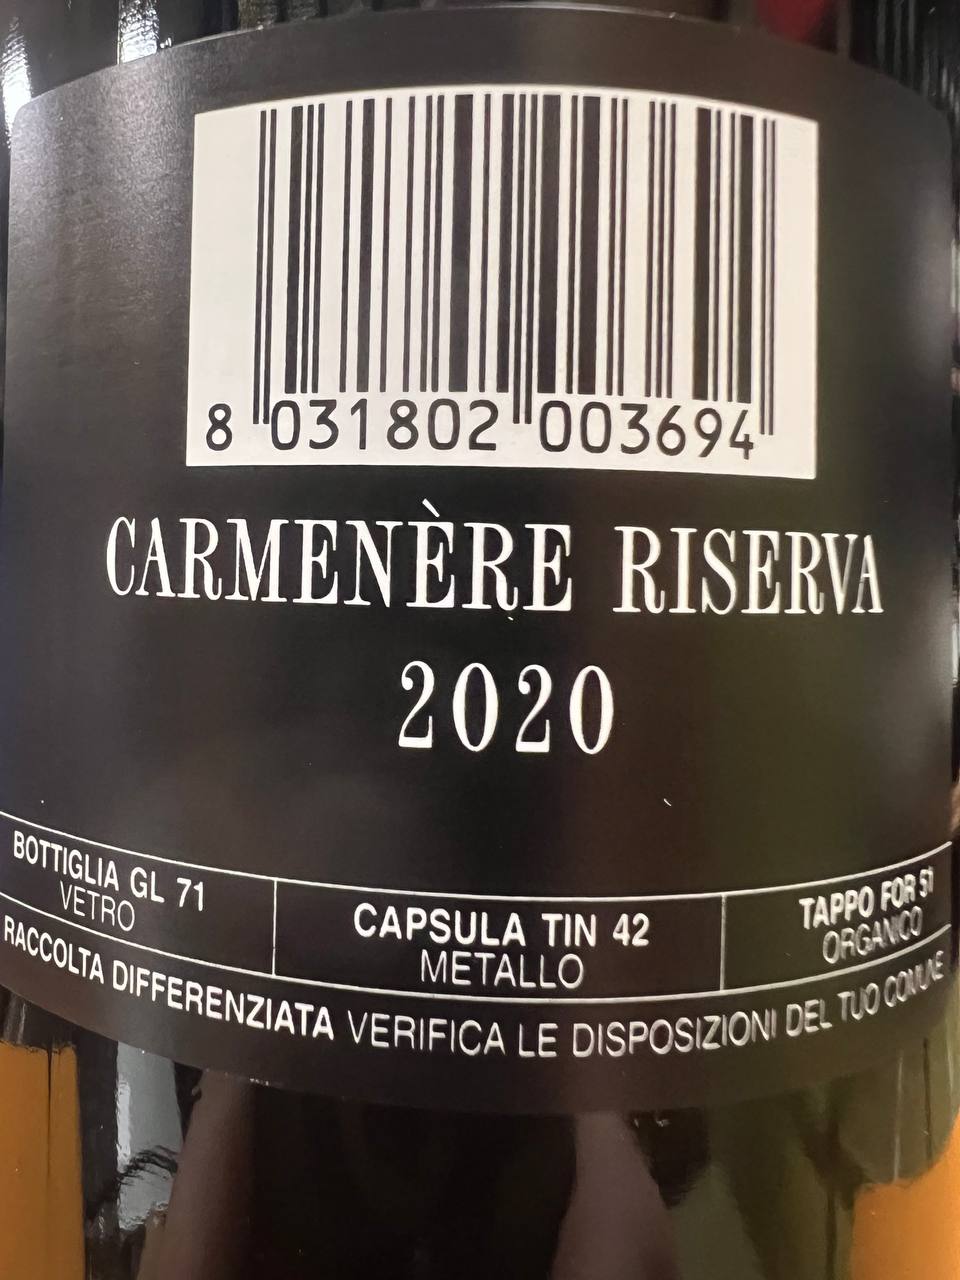 8 031802 003694
CARMENÈRE RISERVA
2020
BOTTIGLIA GL 71
VETRO
CAPSULA TIN 42
METALLO
TAPPO FOR 51
ORGANICO
RACCOLTA DIFFERENZIATA VERIFICA LE DISPOSIZIONI DEL TUO COMUNE